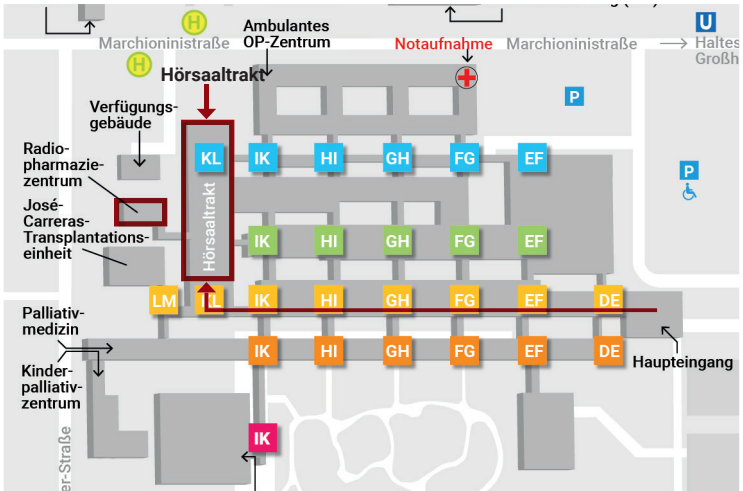 H
Marchioninistraße
H
Ambulantes
OP-Zentrum
Notaufnahme
Marchioninistraße
U
Haltes
Großh
Hörsaaltrakt
P
Verfügungs-
gebäude
Radio-
pharmazie-
zentrum
KL
IK
HI
GH
FG
EF
P
José-
Carreras-
Transplantations-
einheit
Hörsaaltrakt
IK
HI
GH
FG
EF
LM
KL
IK
HI
GH
FG
EF
DE
Palliativ-
medizin
IK
HI
GH
FG
EF
DE
Haupteingang
Kinder-
palliativ-
zentrum
IK
er-Straße